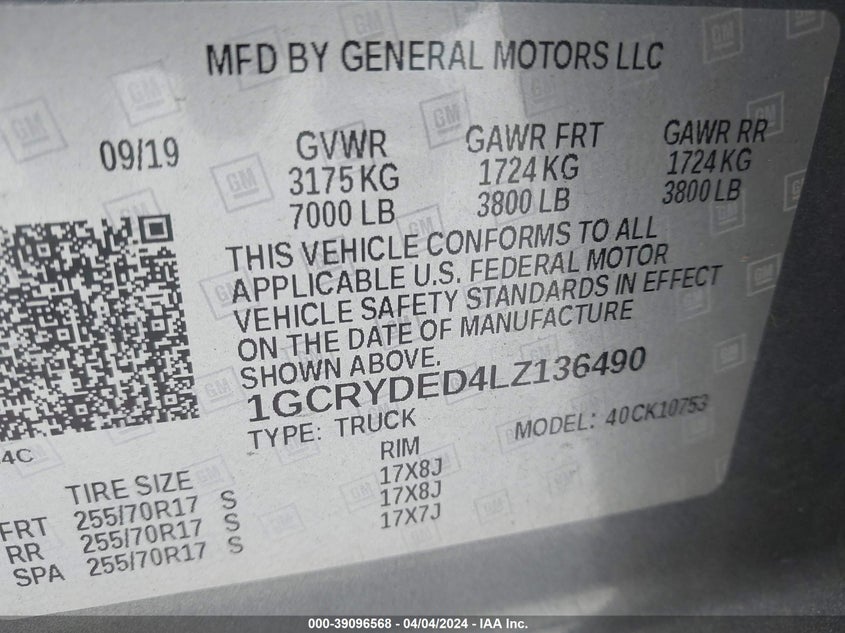 MFD BY GENERAL MOTORS LLC
09/19 GVWR GAWR FRT GAWR RR
3175 KG 1724 KG 1724 KG
7000 LB 3800 LB 3800 LB
THIS VEHICLE CONFORMS TO ALL
APPLICABLE U.S. FEDERAL MOTOR
VEHICLE SAFETY STANDARDS IN EFFECT
ON THE DATE OF MANUFACTURE
SHOWN ABOVE.
1GCRYDED4LZ136490
TYPE: TRUCK MODEL: 40CK10753
4C
TIRE SIZE RIM
FRT 255/70R17 S 17X8J
RR 255/70R17 S 17X8J
SPA 255/70R17 S 17X7J
000-39096568 - 04/04/2024 - IAA Inc.